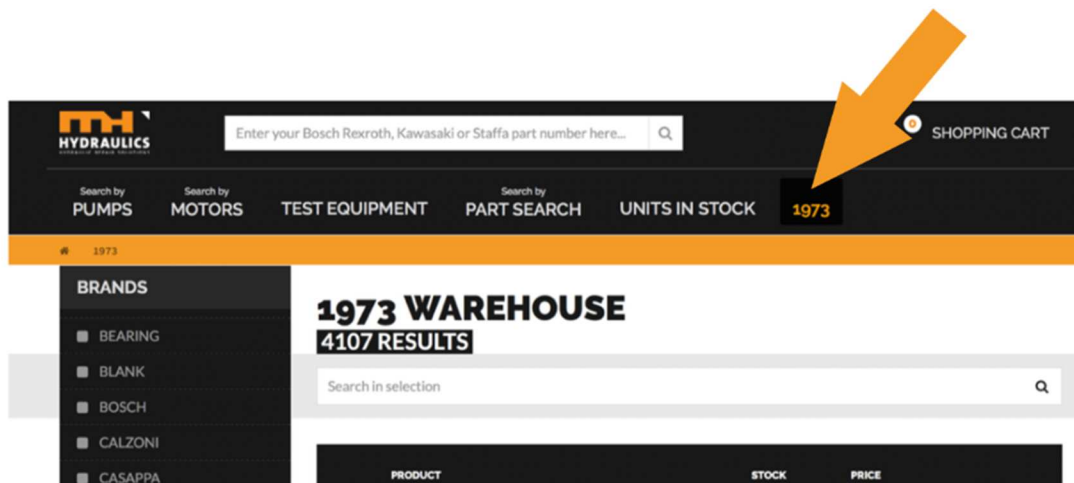 MH
HYDRAULICS
Enter your Bosch Rexroth, Kawasaki or Staffa part number here...
0
SHOPPING CART
Search by
PUMPS
Search by
MOTORS
TEST EQUIPMENT
Search by
PART SEARCH
UNITS IN STOCK
1973
1973
BRANDS
BEARING
BLANK
BOSCH
CALZONI
CASAPPA
1973 WAREHOUSE
4107 RESULTS
Search in selection
PRODUCT STOCK PRICE